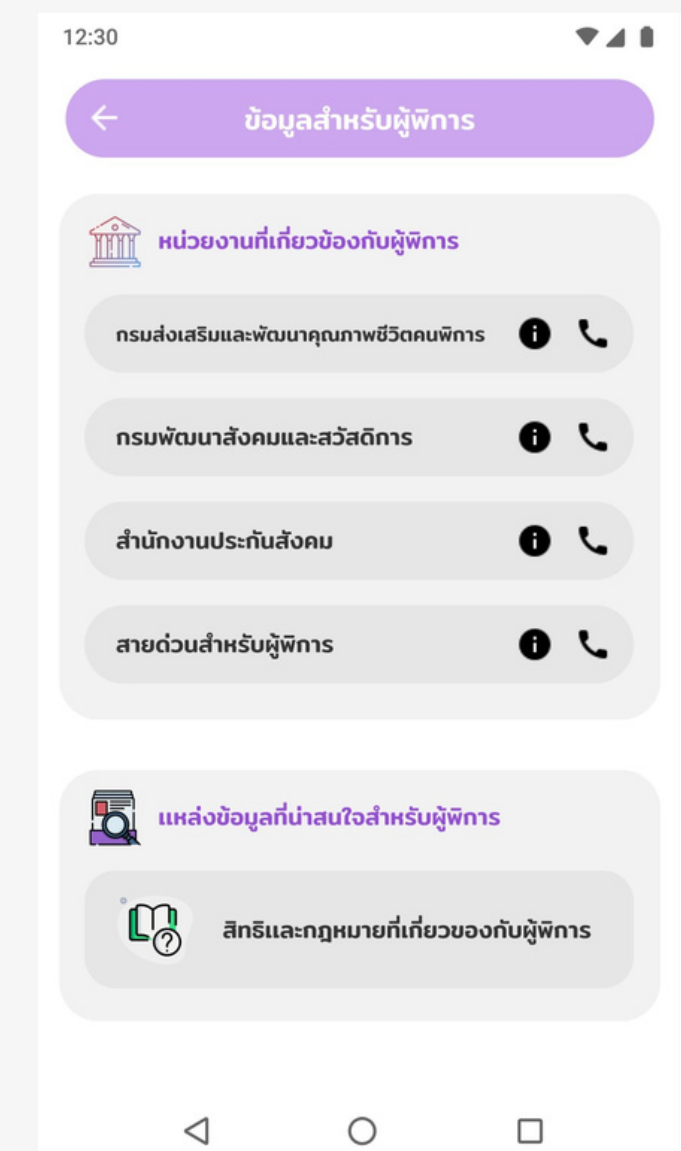 12:30
ข้อมูลสำหรับผู้พิการ
หน่วยงานที่เกี่ยวข้องกับผู้พิการ
กรมส่งเสริมและพัฒนาคุณภาพชีวิตคนพิการ
กรมพัฒนาสังคมและสวัสดิการ
สำนักงานประกันสังคม
สายด่วนสำหรับผู้พิการ
แหล่งข้อมูลที่น่าสนใจสำหรับผู้พิการ
สิทธิและกฎหมายที่เกี่ยวของกับผู้พิการ